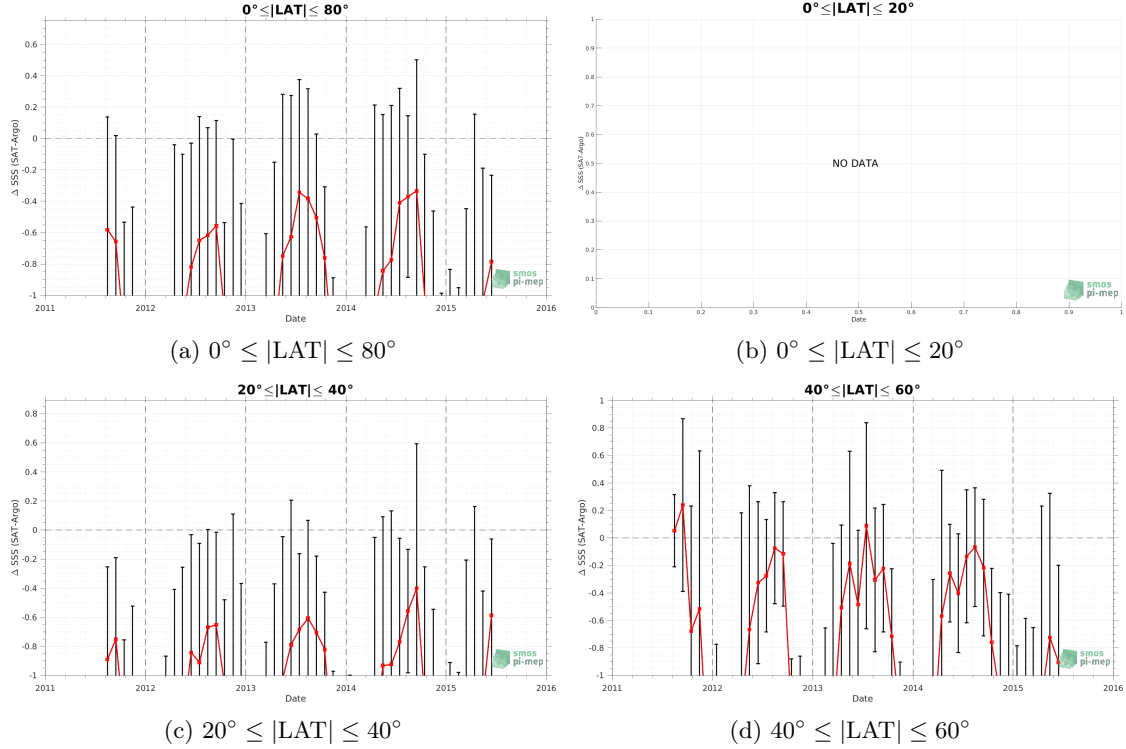 0°≤|LAT|≤ 80°
0.6
0.4
0.2
0
-0.2
-0.4
-0.6
-0.8
-1
Δ SSS (SAT-Argo)
2011 2012 2013 2014 2015 2016
Date
smos
pi-mep
(a) 0° ≤ |LAT| ≤ 80°
0°≤|LAT|≤ 20°
1
0.9
0.8
0.7
0.6
0.5
0.4
0.3
0.2
0.1
0
Δ SSS (SAT-Argo)
NO DATA
0 0.1 0.2 0.3 0.4 0.5 0.6 0.7 0.8 0.9 1
Date
smos
pi-mep
(b) 0° ≤ |LAT| ≤ 20°
20°≤|LAT|≤ 40°
0.8
0.6
0.4
0.2
0
-0.2
-0.4
-0.6
-0.8
-1
Δ SSS (SAT-Argo)
2011 2012 2013 2014 2015 2016
Date
smos
pi-mep
(c) 20° ≤ |LAT| ≤ 40°
40°≤|LAT|≤ 60°
1
0.8
0.6
0.4
0.2
0
-0.2
-0.4
-0.6
-0.8
-1
Δ SSS (SAT-Argo)
2011 2012 2013 2014 2015 2016
Date
smos
pi-mep
(d) 40° ≤ |LAT| ≤ 60°